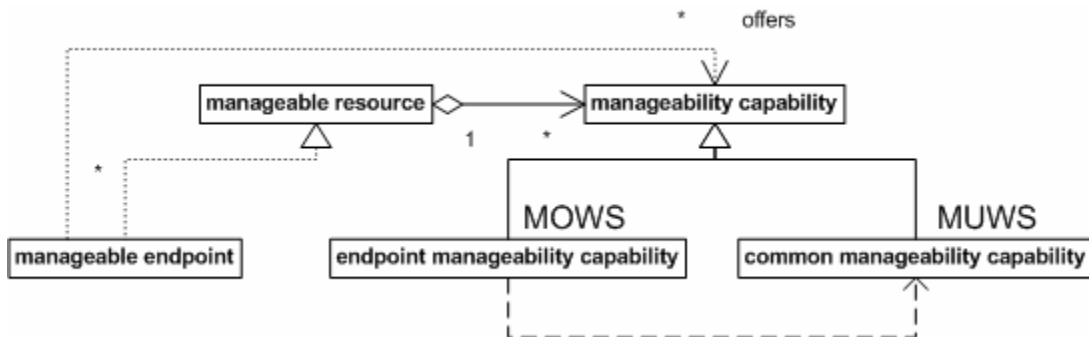 * offers
manageable resource
manageability capability
1 *
*
MOWS
MUWS
manageable endpoint
endpoint manageability capability
common manageability capability